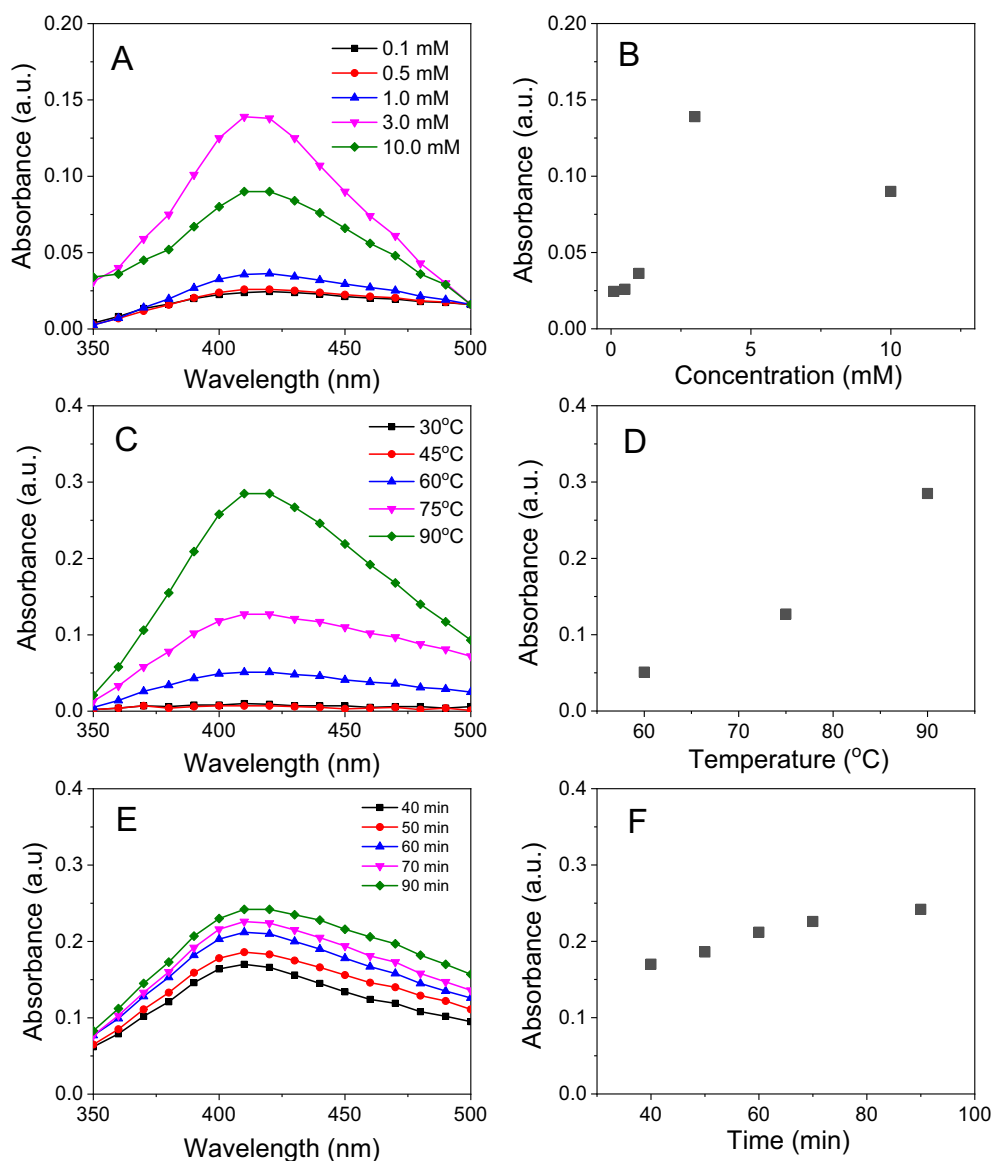 A
0.1 mM
0.5 mM
1.0 mM
3.0 mM
10.0 mM
0.20
0.15
0.10
0.05
0.00
350 400 450 500
Absorbance (a.u.)
Wavelength (nm)
B
0.20
0.15
0.10
0.05
0.00
0 5 10
Absorbance (a.u.)
Concentration (mM)
C
30°C
45°C
60°C
75°C
90°C
0.4
0.3
0.2
0.1
0.0
350 400 450 500
Absorbance (a.u.)
Wavelength (nm)
D
0.4
0.3
0.2
0.1
0.0
60 70 80 90
Absorbance (a.u.)
Temperature (°C)
E
40 min
50 min
60 min
70 min
90 min
0.4
0.3
0.2
0.1
0.0
350 400 450 500
Absorbance (a.u)
Wavelength (nm)
F
0.4
0.3
0.2
0.1
0.0
40 60 80 100
Absorbance (a.u.)
Time (min)